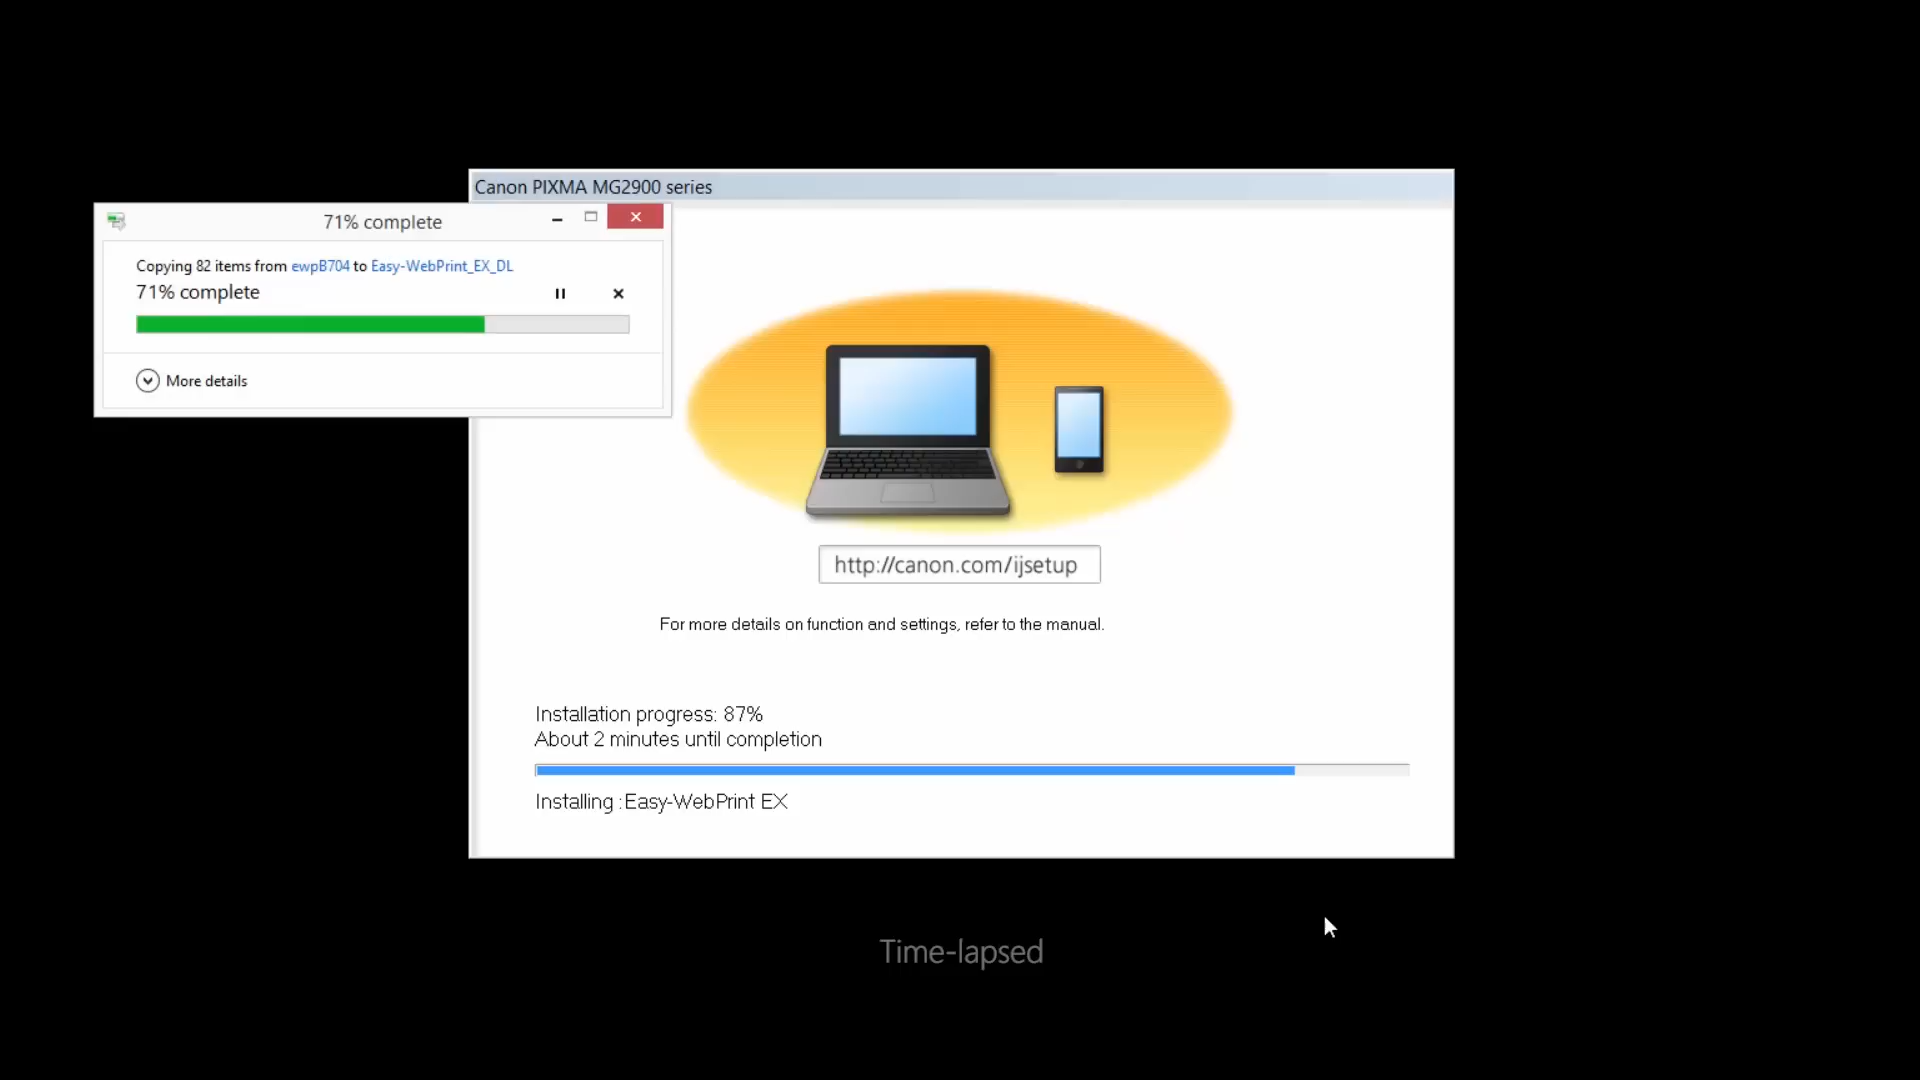 Canon PIXMA MG2900 series
71% complete
Copying 82 items from ewpB704 to Easy-WebPrint_EX_DL
71% complete
More details
http://canon.com/ijsetup
For more details on function and settings, refer to the manual.
Installation progress: 87%
About 2 minutes until completion
Installing :Easy-WebPrint EX
Time-lapsed